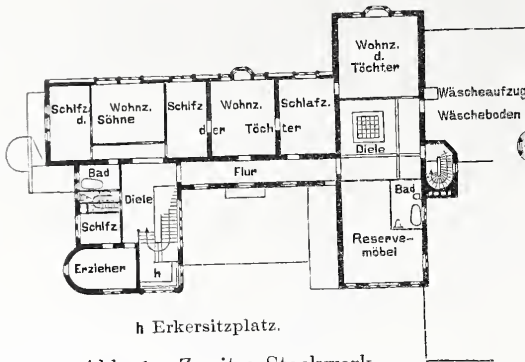 Wohnz.
d.
Töchter
Schlfz.
d.
Wohnz.
Söhne
Schlfz
der
Wohnz.
Töchter
Schlafz.
Wäscheaufzug
Wäscheboden
Diele
Flur
Bad
Diele
Schlfz
Erzieher
h
Bad
Reserve-
möbel
h Erkersitzplatz.